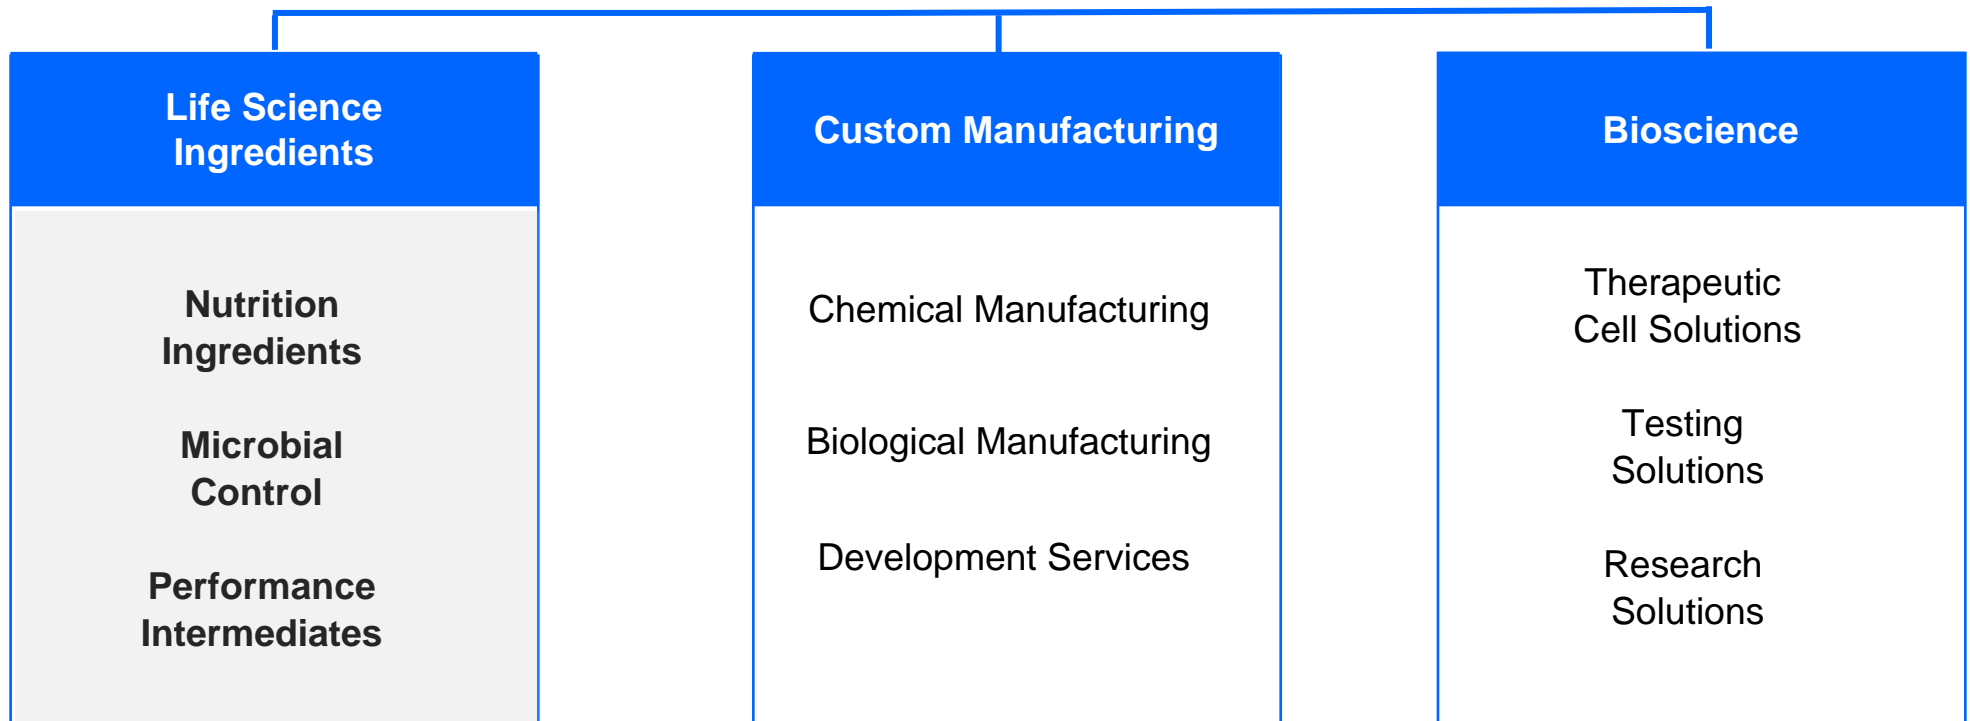 Life Science
Ingredients
Nutrition
Ingredients
Microbial
Control
Performance
Intermediates
Custom Manufacturing
Chemical Manufacturing
Biological Manufacturing
Development Services
Bioscience
Therapeutic
Cell Solutions
Testing
Solutions
Research
Solutions